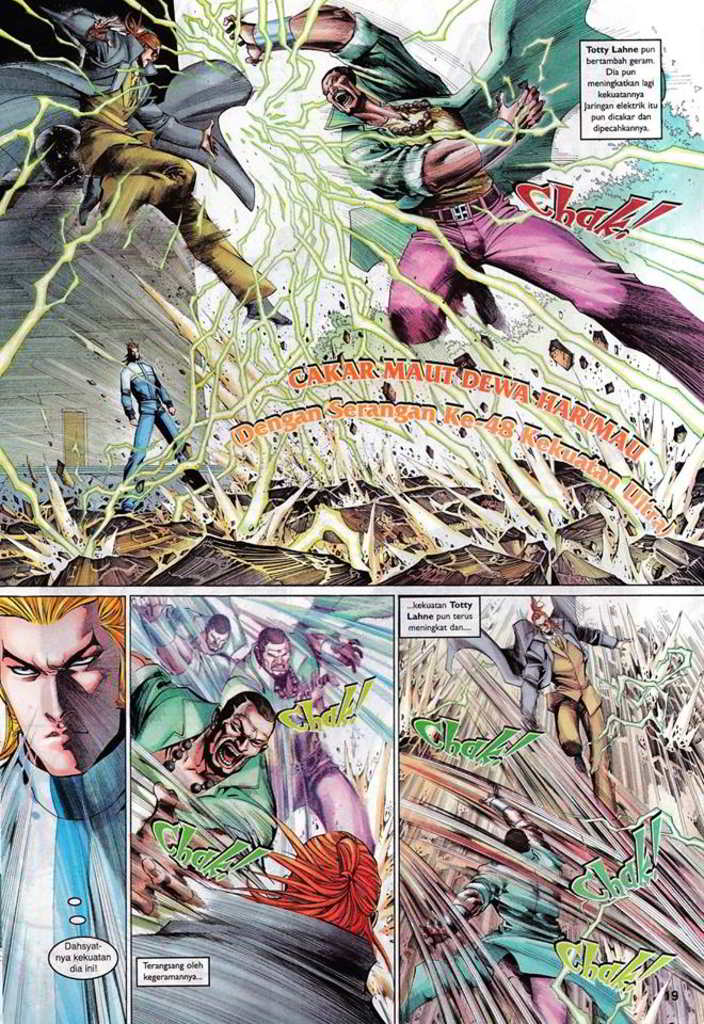 Totty Lahne pun
bertambah geram.
Dia pun
meningkatkan lagi
kekuatannya
Jaringan elektrik itu
pun dicakar dan
dipecahkannya.
Chak!
CAKAR MAUT DEWA HARIMAU
(Dengan Serangan Ke-48 Kekuatan Ultra)
Dahsyat-
nya kekuatan
dia ini!
Chak!
Chak!
Terangsang oleh
kegeramannya...
...kekuatan Totty
Lahne pun terus
meningkat dan....
Chak!
Chak!
Chak!
19